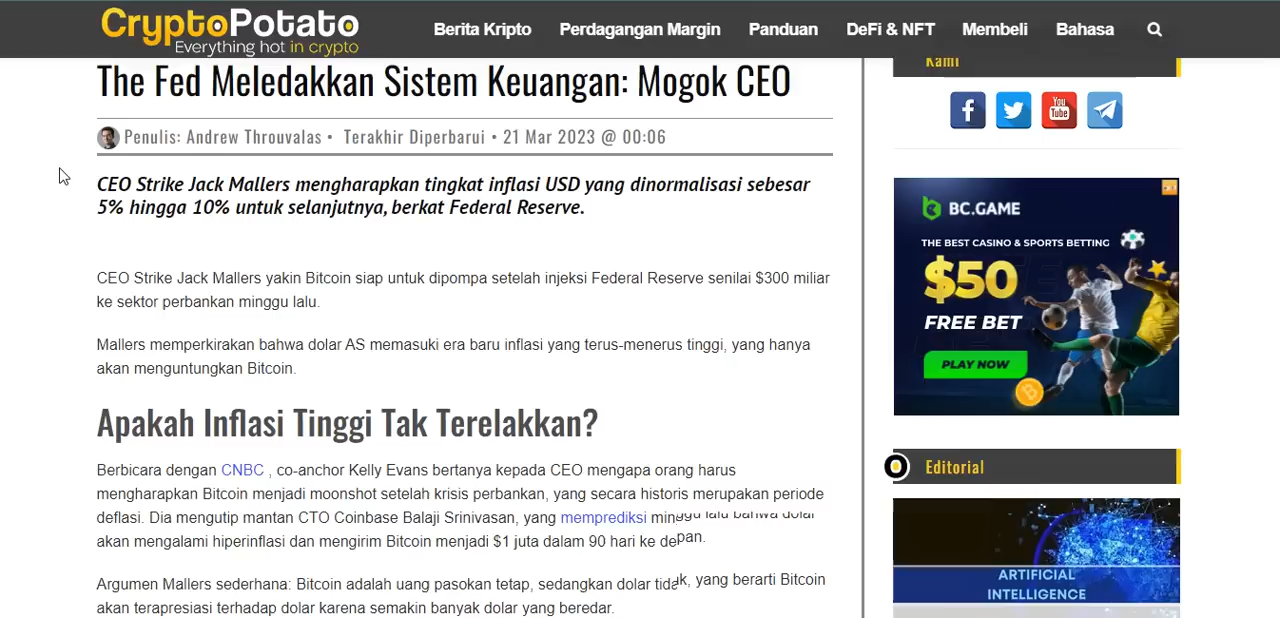 CryptoPotato
Everything hot in crypto
Berita Kripto Perdagangan Margin Panduan DeFi & NFT Membeli Bahasa
The Fed Meledakkan Sistem Keuangan: Mogok CEO
Penulis: Andrew Throuvalas • Terakhir Diperbarui • 21 Mar 2023 @ 00:06
CEO Strike Jack Mallers mengharapkan tingkat inflasi USD yang dinormalisasi sebesar
5% hingga 10% untuk selanjutnya, berkat Federal Reserve.
CEO Strike Jack Mallers yakin Bitcoin siap untuk dipompa setelah injeksi Federal Reserve senilai $300 miliar
ke sektor perbankan minggu lalu.
Mallers memperkirakan bahwa dolar AS memasuki era baru inflasi yang terus-menerus tinggi, yang hanya
akan menguntungkan Bitcoin.
Apakah Inflasi Tinggi Tak Terelakkan?
Berbicara dengan CNBC , co-anchor Kelly Evans bertanya kepada CEO mengapa orang harus
mengharapkan Bitcoin menjadi moonshot setelah krisis perbankan, yang secara historis merupakan periode
deflasi. Dia mengutip mantan CTO Coinbase Balaji Srinivasan, yang memprediksi minggu lalu bahwa dolar
akan mengalami hiperinflasi dan mengirim Bitcoin menjadi $1 juta dalam 90 hari ke depan.
Argumen Mallers sederhana: Bitcoin adalah uang pasokan tetap, sedangkan dolar tidak, yang berarti Bitcoin
akan terapresiasi terhadap dolar karena semakin banyak dolar yang beredar.
Kami
You
Tube
BC.GAME
THE BEST CASINO & SPORTS BETTING
$50
FREE BET
PLAY NOW
Editorial
ARTIFICIAL
INTELLIGENCE